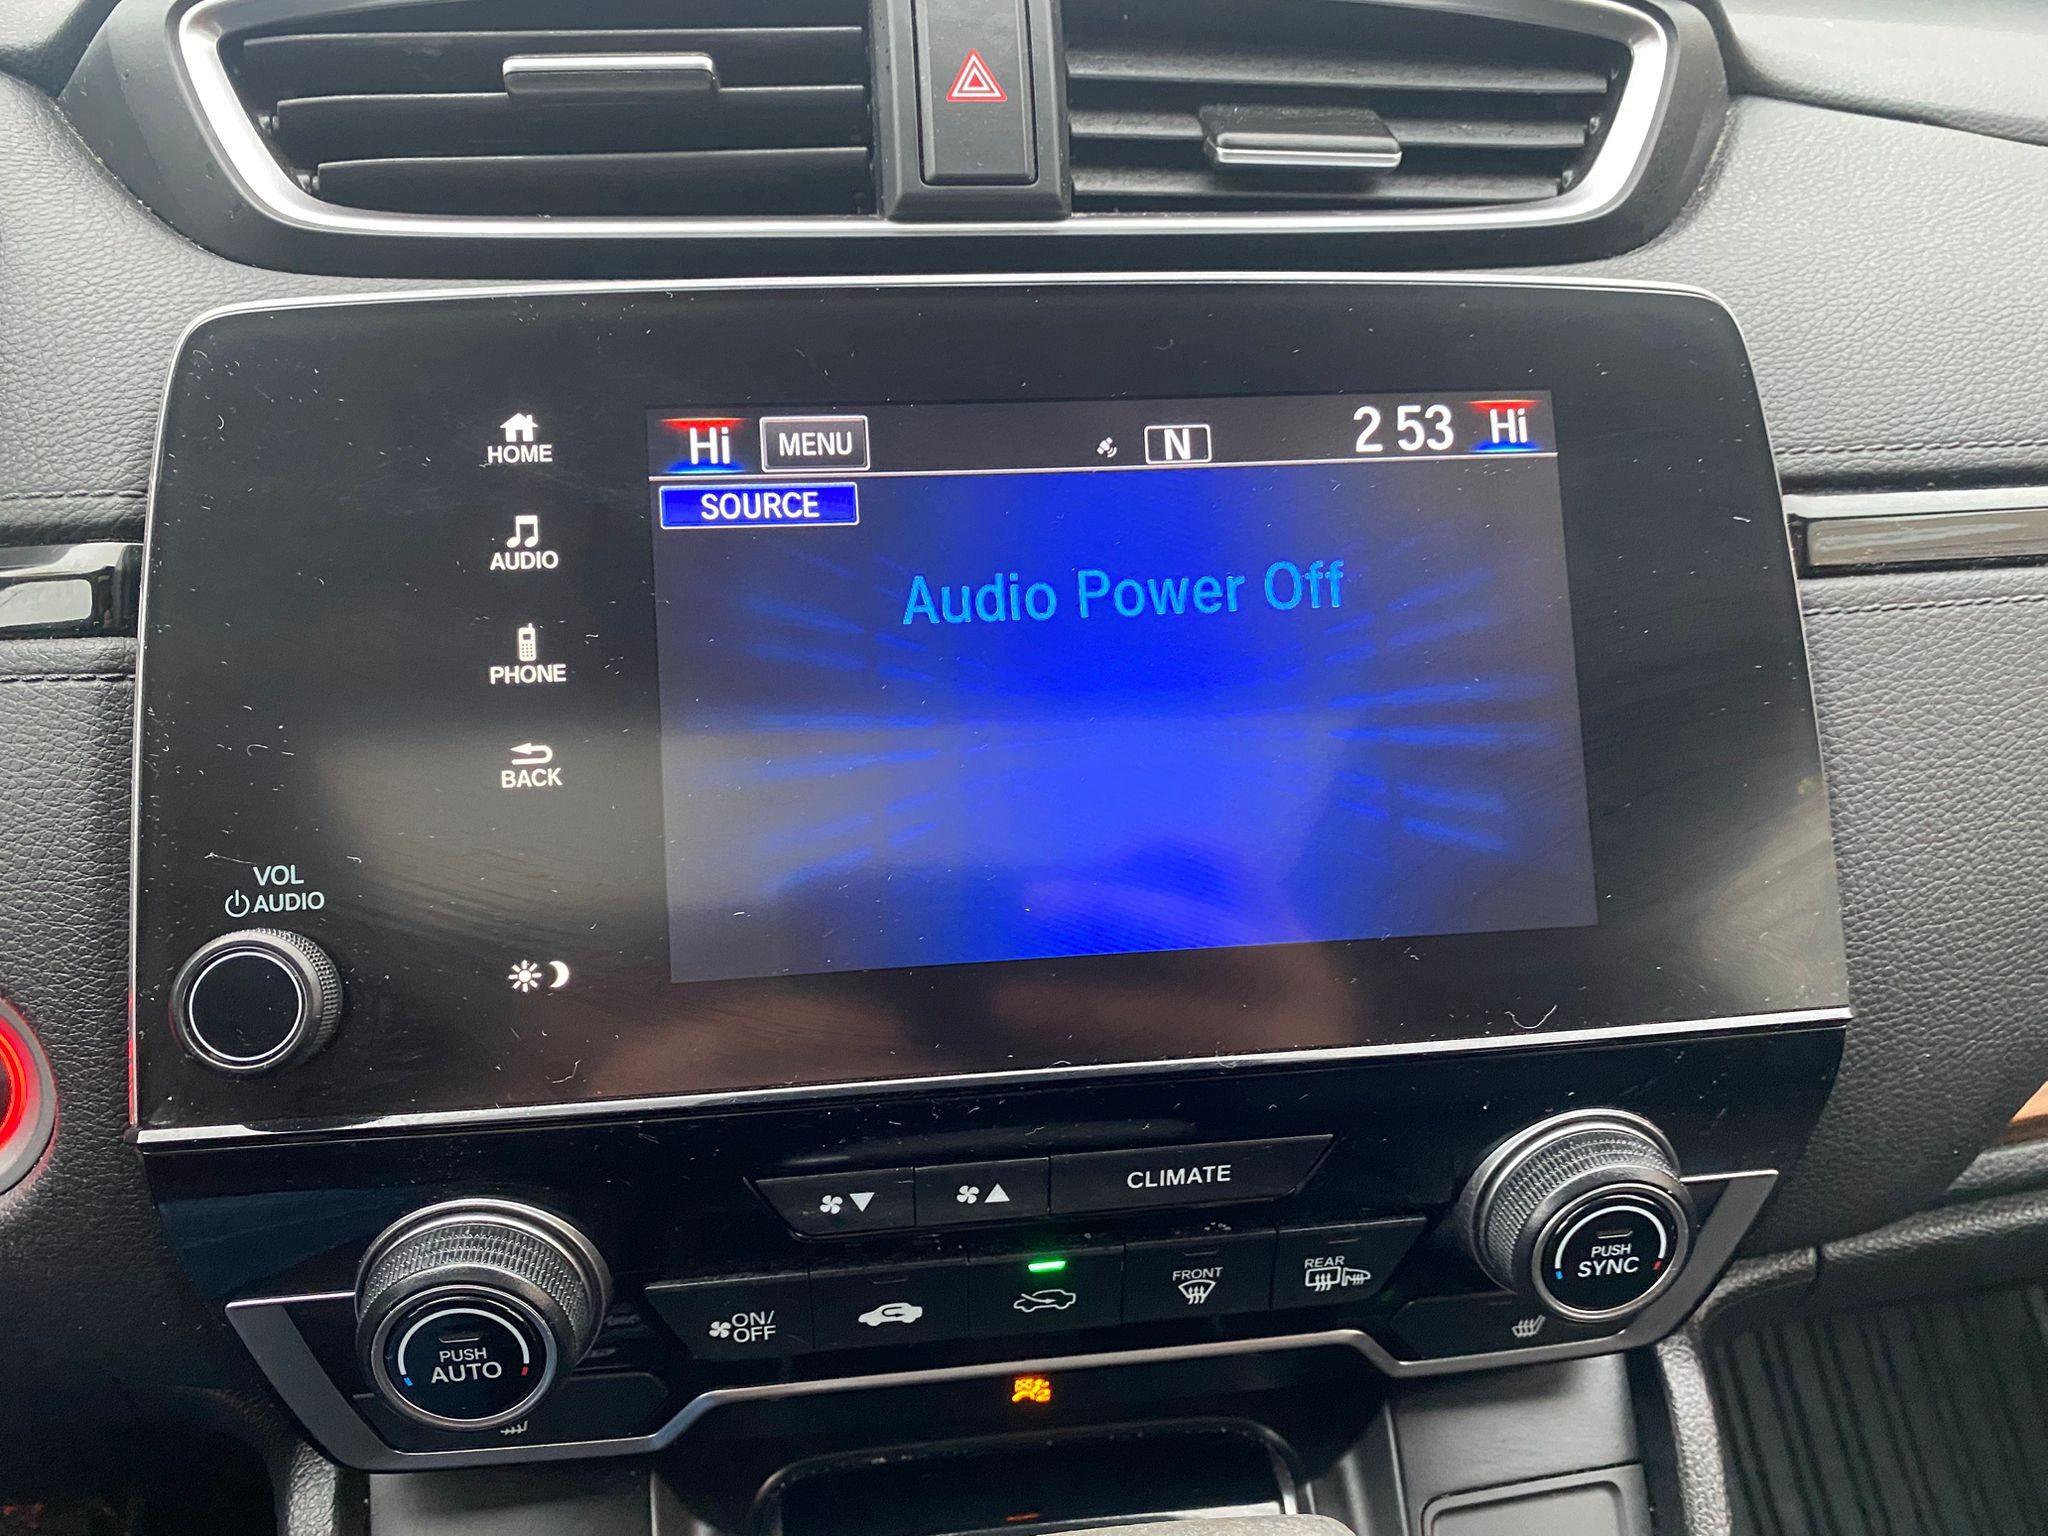 HOME
AUDIO
PHONE
BACK
VOL
AUDIO
Hi MENU N 2 53 Hi
SOURCE
Audio Power Off
CLIMATE
ON/
OFF
FRONT
REAR
PUSH
AUTO
PUSH
SYNC